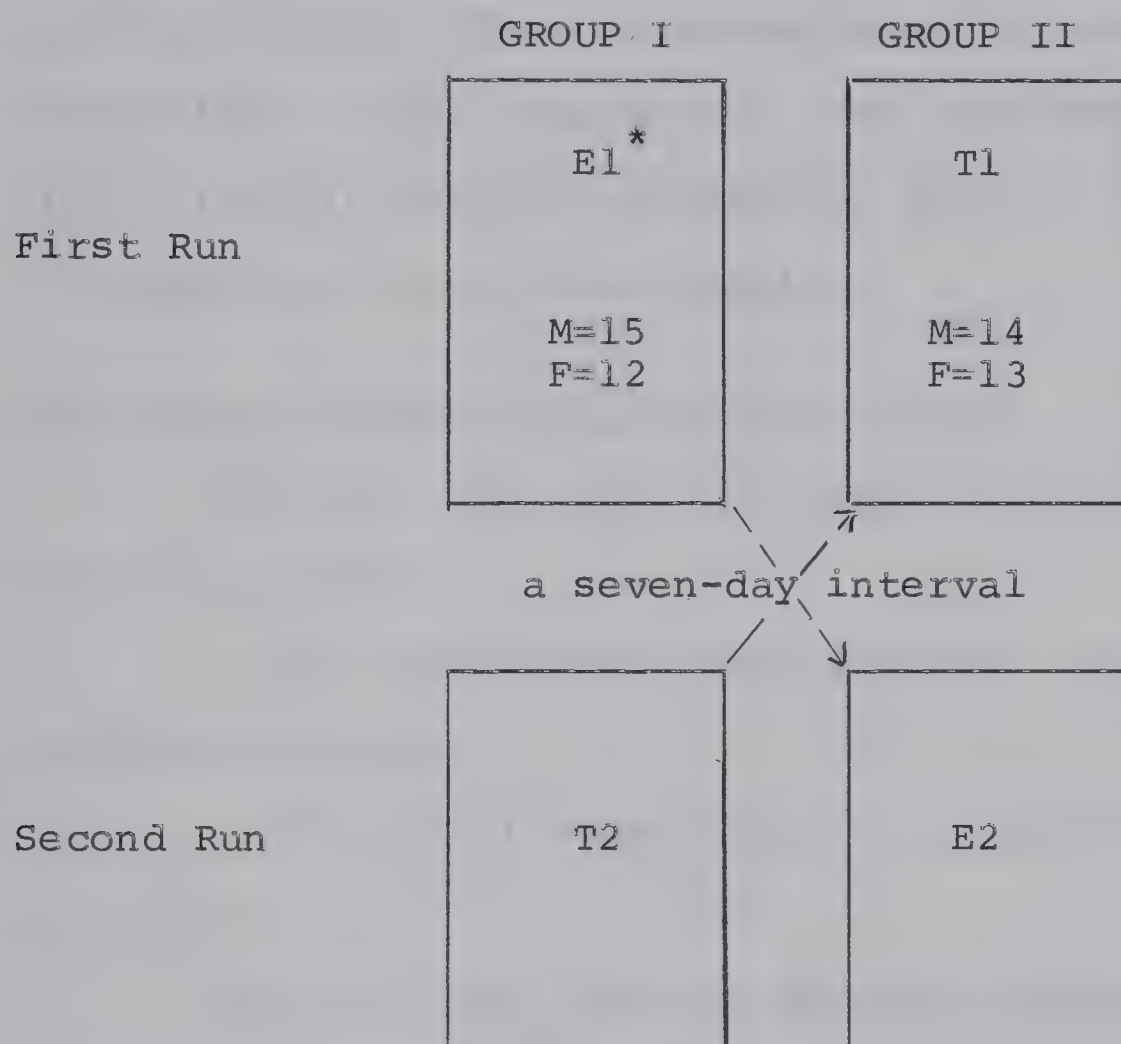 GROUP I GROUP II
E1* T1
First Run
M=15 M=14
F=12 F=13
a seven-day interval
Second Run T2 E2